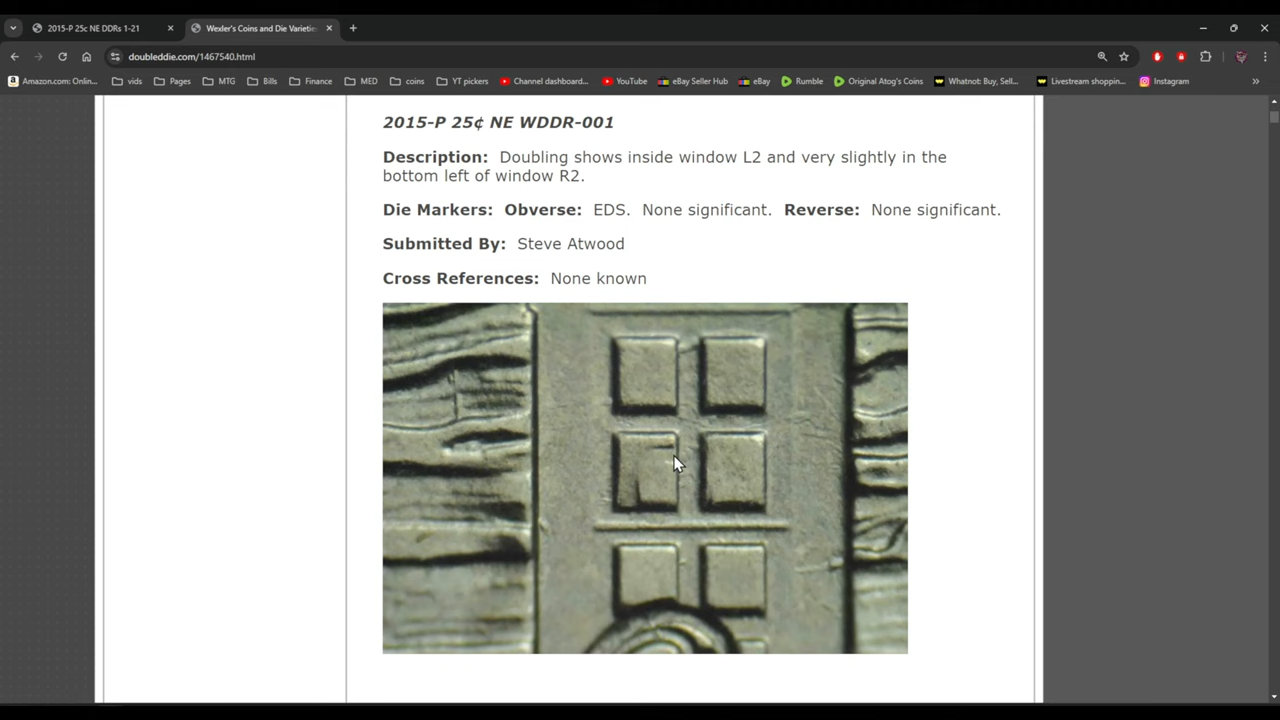 2015-P 25c NE DDRs 1-21
Wexler's Coins and Die Varietie
doubleddie.com/1467540.html
Amazon.com: Onlin... vids Pages MTG Bills Finance MED coins YT pickers Channel dashboard... YouTube eBay Seller Hub eBay Rumble Original Atog's Coins Whatnot: Buy, Sell... Livestream shoppin... Instagram
2015-P 25¢ NE WDDR-001
Description: Doubling shows inside window L2 and very slightly in the
bottom left of window R2.
Die Markers: Obverse: EDS. None significant. Reverse: None significant.
Submitted By: Steve Atwood
Cross References: None known